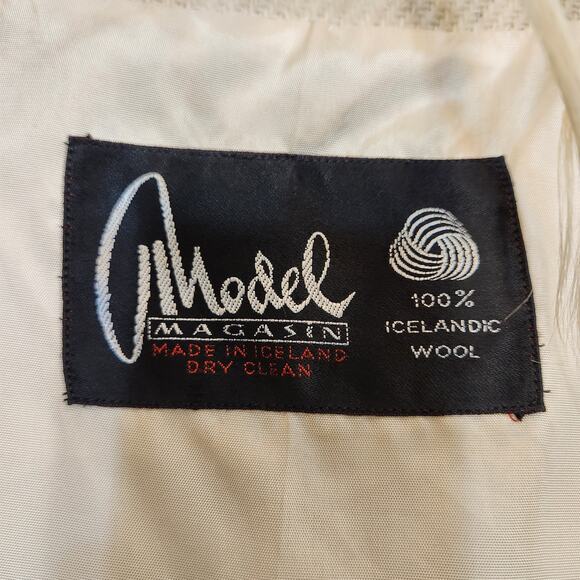 Model
MAGASIN
MADE IN ICELAND
DRY CLEAN
100%
ICELANDIC
WOOL